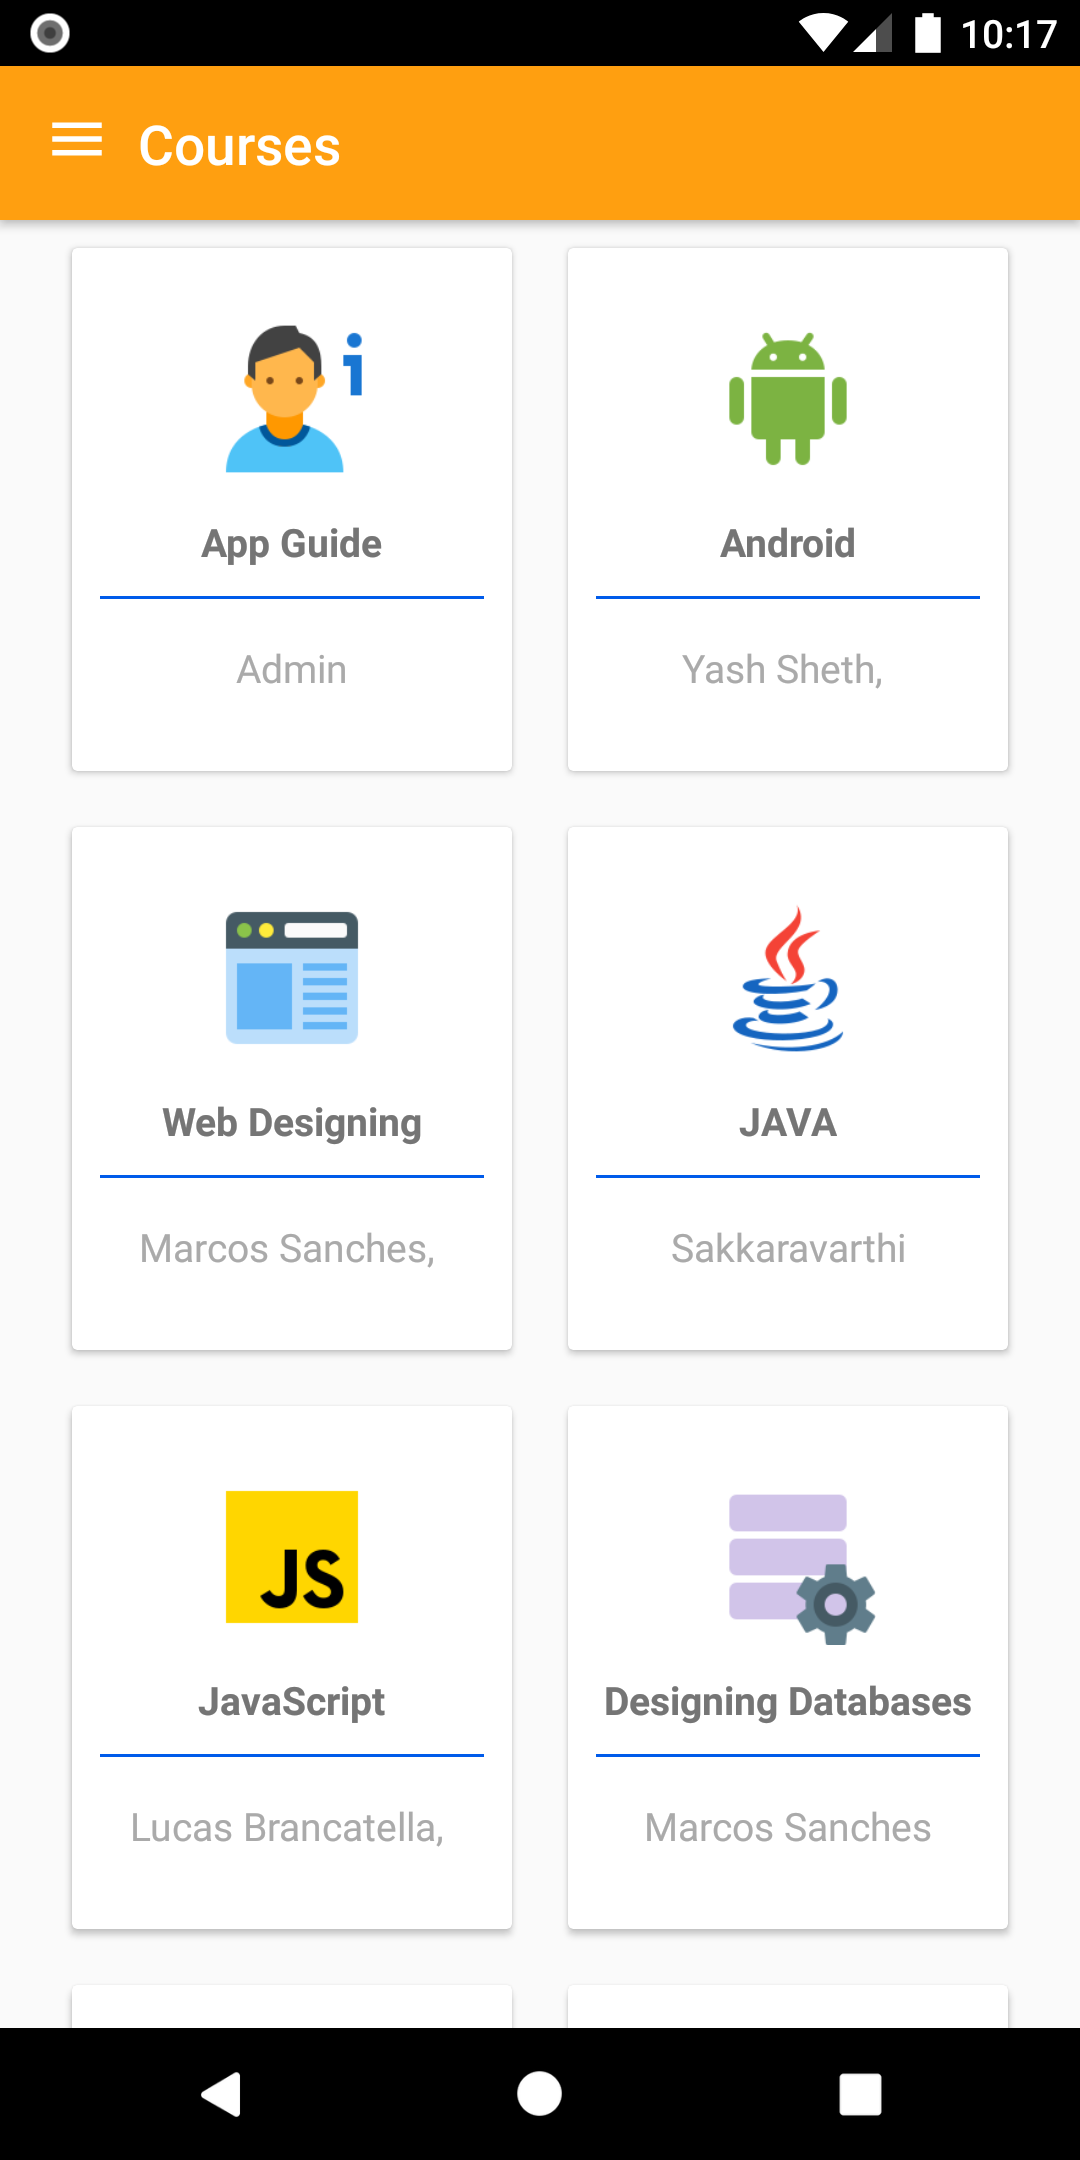 10:17
Courses
App Guide
Admin
Android
Yash Sheth,
Web Designing
Marcos Sanches,
JAVA
Sakkaravarthi
JS
JavaScript
Lucas Brancatella,
Designing Databases
Marcos Sanches